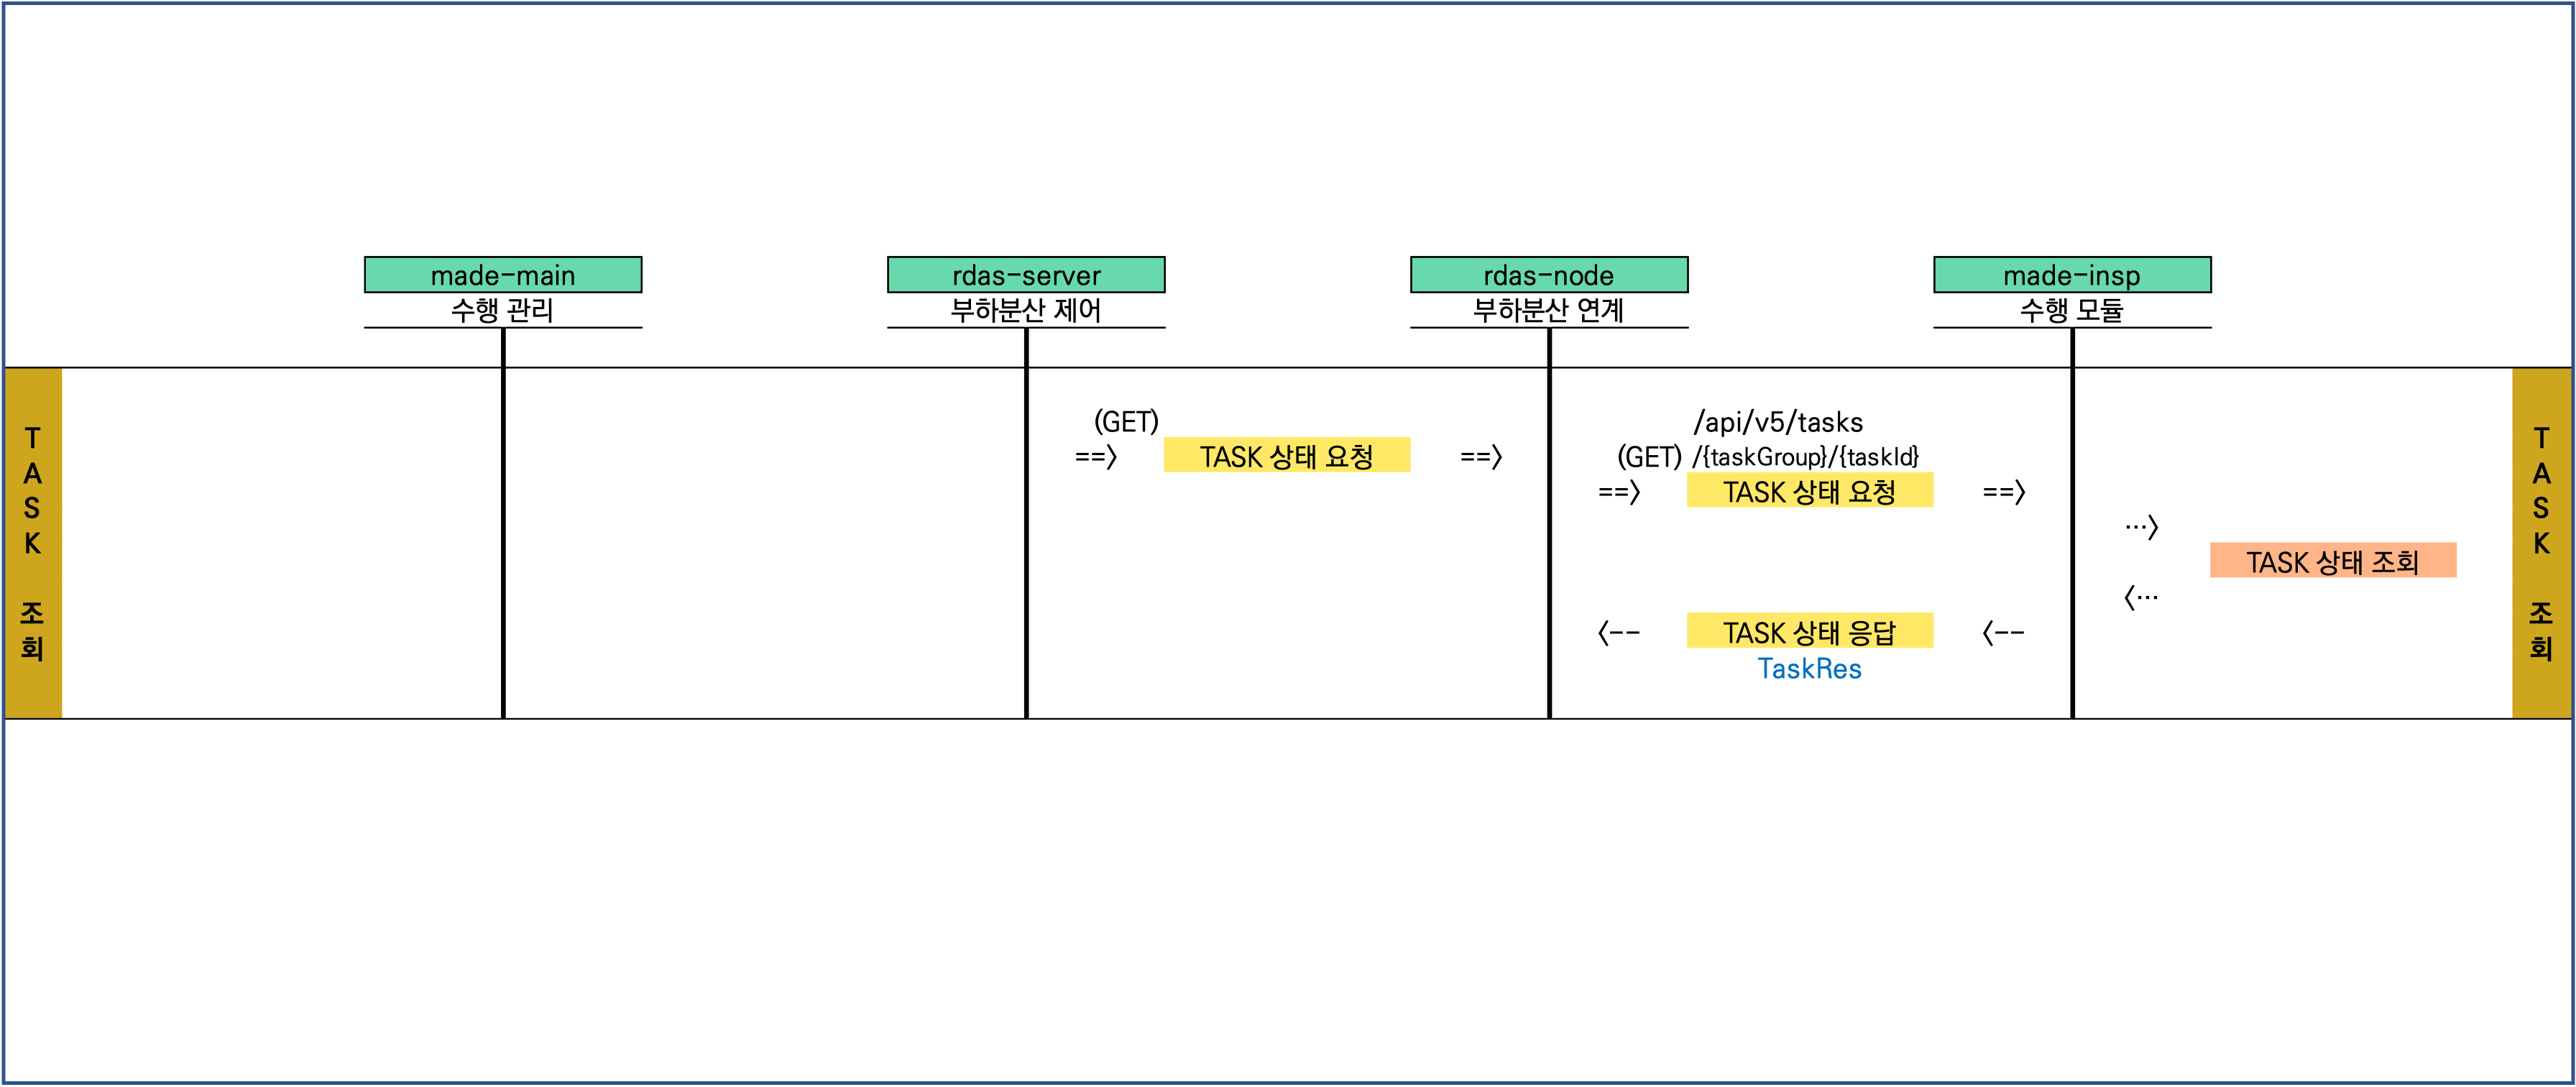 made-main
수행 관리
rdas-server
부하분산 제어
rdas-node
부하분산 연계
made-insp
수행 모듈
T
A
S
K
조
회
(GET)
==> TASK 상태 요청 ==>
/api/v5/tasks
(GET) /{taskGroup}/{taskId}
==> TASK 상태 요청 ==>
…>
TASK 상태 조회
<…
<-- TASK 상태 응답 <--
TaskRes
T
A
S
K
조
회